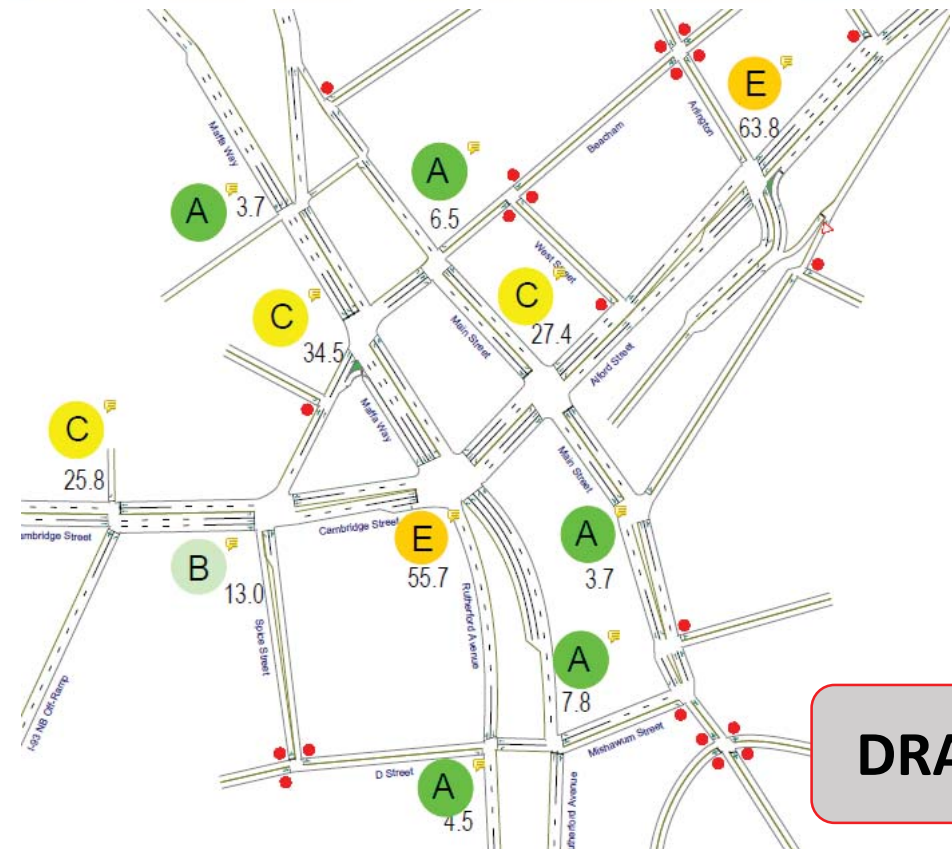 E
63.8
Maffa Way
Arlington
Beacham
A
6.5
A
3.7
West Street
C
27.4
C
34.5
Main Street
Alford Street
Maffa Way
C
25.8
Main Street
ambridge Street
Cambridge Street
E
55.7
A
3.7
B
13.0
Spice Street
Rutherford Avenue
A
7.8
I-93 NB Off-Ramp
Mishawum Street
DRA
D Street
A
4.5
utherford Avenue